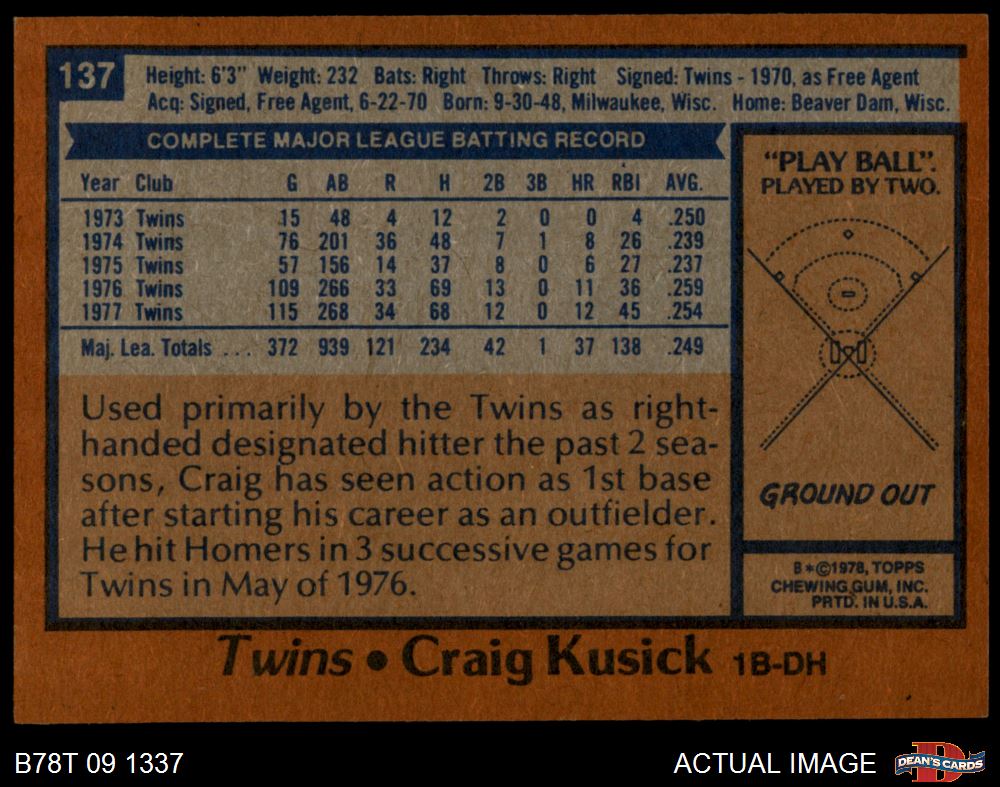 137
Height: 6'3" Weight: 232 Bats: Right Throws: Right Signed: Twins - 1970, as Free Agent
Acq: Signed, Free Agent, 6-22-70 Born: 9-30-48, Milwaukee, Wisc. Home: Beaver Dam, Wisc.
COMPLETE MAJOR LEAGUE BATTING RECORD
Year Club G AB R H 2B 3B HR RBI AVG.
1973 Twins 15 48 4 12 2 0 0 4 .250
1974 Twins 76 201 36 48 7 1 8 26 .239
1975 Twins 57 156 14 37 8 0 6 27 .237
1976 Twins 109 266 33 69 13 0 11 36 .259
1977 Twins 115 268 34 68 12 0 12 45 .254
Maj. Lea. Totals ... 372 939 121 234 42 1 37 138 .249
Used primarily by the Twins as right-
handed designated hitter the past 2 sea-
sons, Craig has seen action as 1st base
after starting his career as an outfielder.
He hit Homers in 3 successive games for
Twins in May of 1976.
"PLAY BALL".
PLAYED BY TWO.
GROUND OUT
B*©1978, TOPPS
CHEWING GUM, INC.
PRTD. IN U.S.A.
Twins • Craig Kusick 1B-DH
B78T 09 1337
ACTUAL IMAGE
D
DEAN'S CARDS